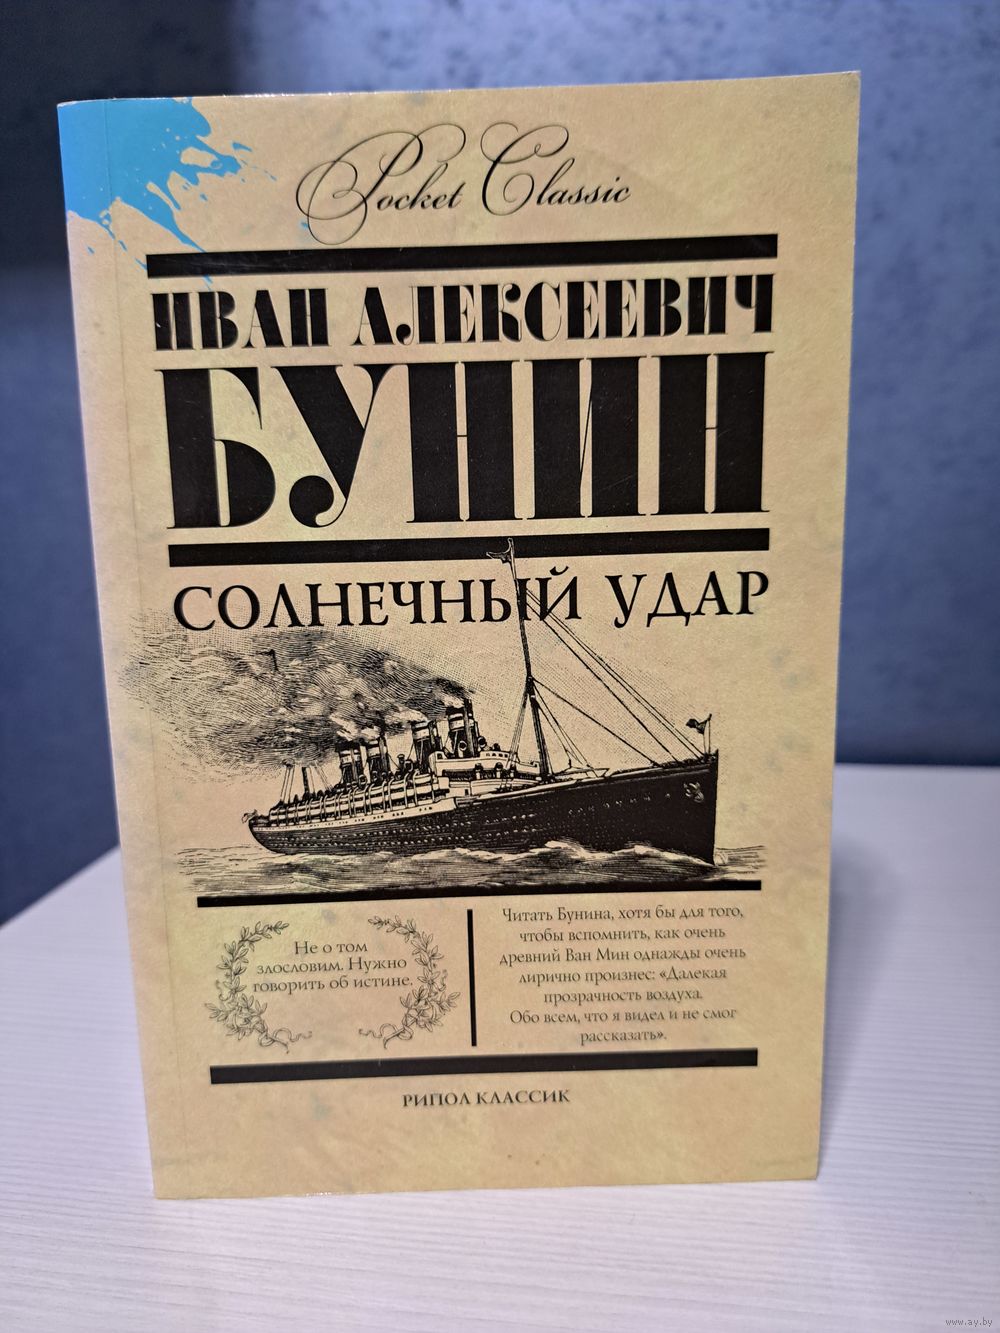 Pocket Classic
ИВАН АЛЕКСЕЕВИЧ
БУНИН
СОЛНЕЧНЫЙ УДАР
Не о том
злословим. Нужно
говорить об истине.
Читать Бунина, хотя бы для того,
чтобы вспомнить, как очень
древний Ван Мин однажды очень
лирично произнес: «Далекая
прозрачность воздуха.
Обо всем, что я видел и не смог
рассказать».
РИПОЛ КЛАССИК
www.ay.by